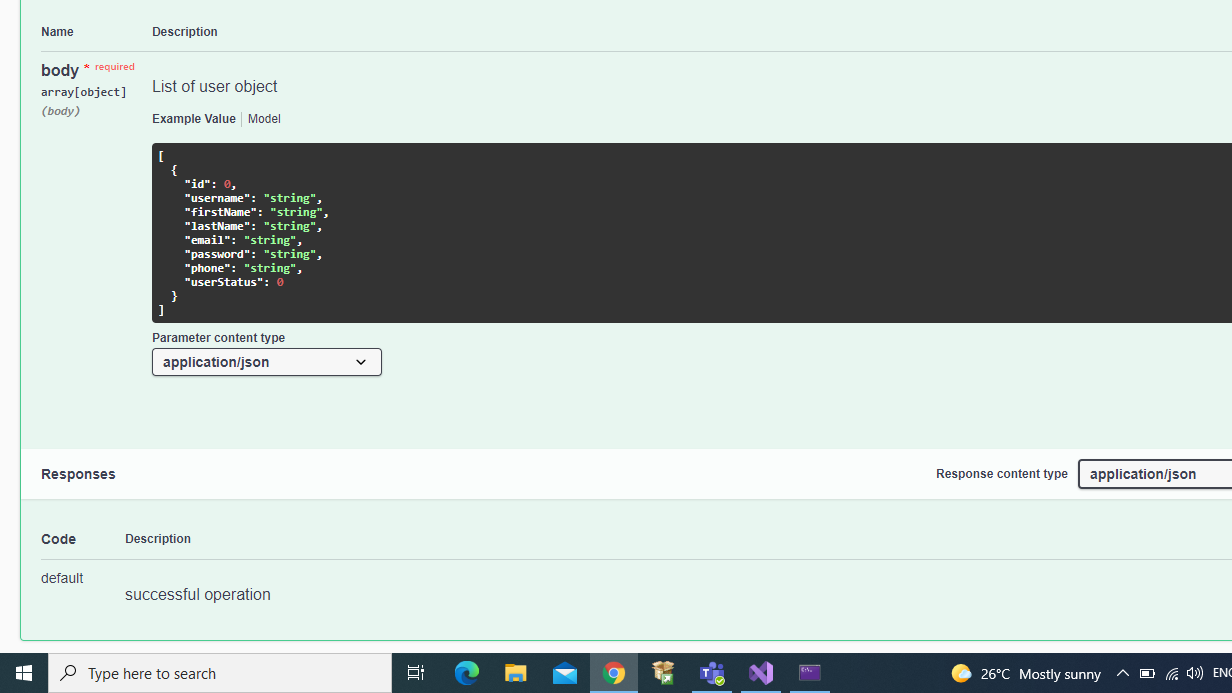 Name Description
body * required
array[object]
(body)
List of user object
Example Value Model
[
{
"id": 0,
"username": "string",
"firstName": "string",
"lastName": "string",
"email": "string",
"password": "string",
"phone": "string",
"userStatus": 0
}
]
Parameter content type
application/json
Responses Response content type application/json
Code Description
default
successful operation
Type here to search 26°C Mostly sunny